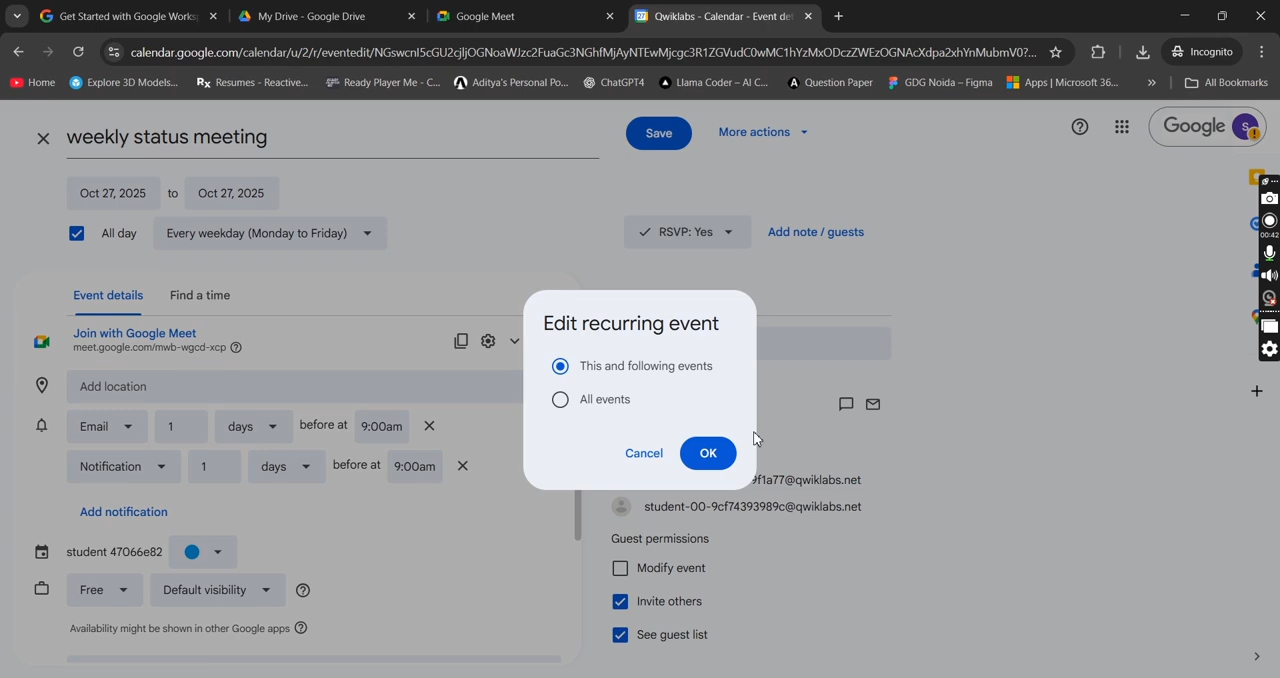 Get Started with Google Worksp
My Drive - Google Drive
Google Meet
Qwiklabs - Calendar - Event det
calendar.google.com/calendar/u/2/r/eventedit/
Incognito
Home
Explore 3D Models...
Resumes - Reactive...
Ready Player Me - C...
Aditya's Personal Po...
ChatGPT4
Llama Coder – AI C...
Question Paper
GDG Noida – Figma
Apps | Microsoft 36...
All Bookmarks
weekly status meeting
Save
More actions
Google
S
Oct 27, 2025
to
Oct 27, 2025
All day
Every weekday (Monday to Friday)
RSVP: Yes
Add note / guests
00:42
Event details
Find a time
Join with Google Meet
meet.google.com/mwb-wgcd-xcp
Edit recurring event
This and following events
All events
Cancel
OK
Add location
Email
1
days
before at
9:00am
Notification
1
days
before at
9:00am
Add notification
9f1a77@qwiklabs.net
student-00-9cf74393989c@qwiklabs.net
Guest permissions
student 47066e82
Modify event
Free
Default visibility
Invite others
Availability might be shown in other Google apps
See guest list